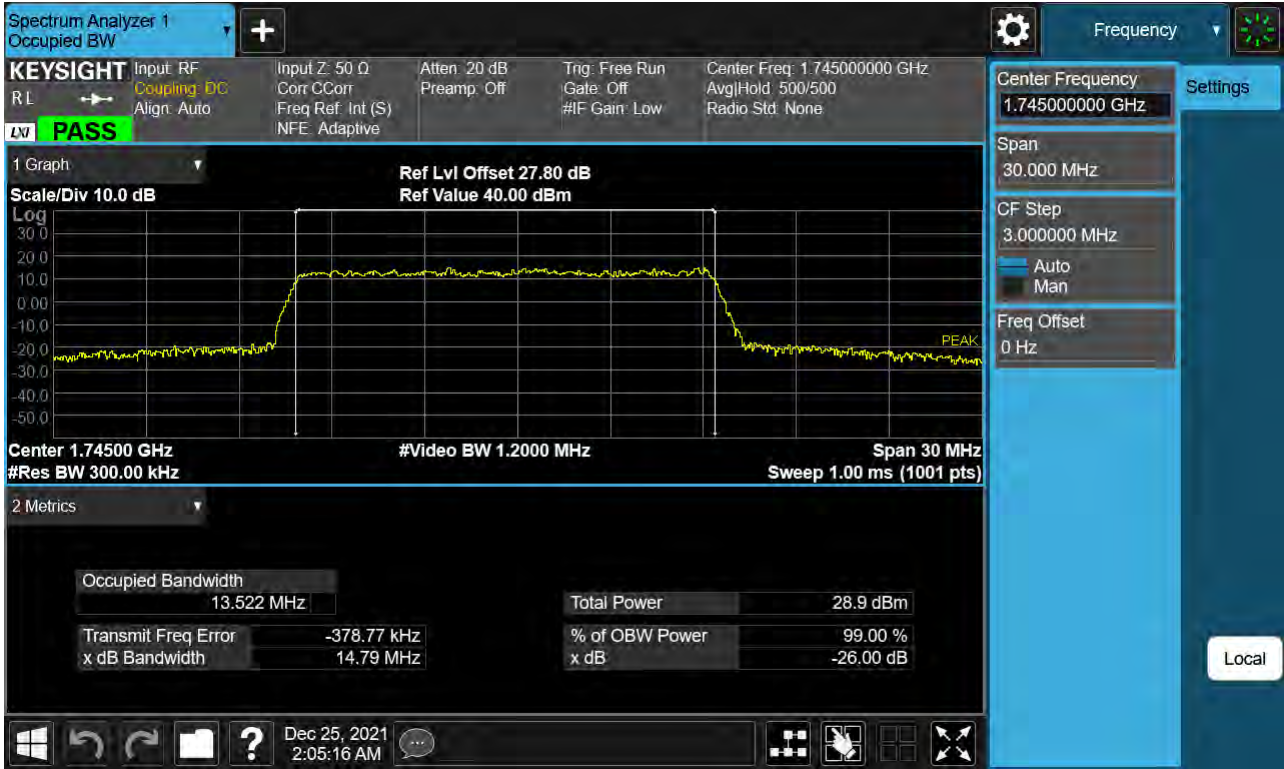 Spectrum Analyzer 1
Occupied BW
Frequency
KEYSIGHT
R L
LXI
PASS
Input: RF
Coupling: DC
Align: Auto
Input Z: 50 Ω
Corr CCorr
Freq Ref: Int (S)
NFE: Adaptive
Atten: 20 dB
Preamp: Off
Trig: Free Run
Gate: Off
#IF Gain: Low
Center Freq: 1.745000000 GHz
Avg|Hold: 500/500
Radio Std: None
Center Frequency
1.745000000 GHz
Settings
Span
30.000 MHz
CF Step
3.000000 MHz
Auto
Man
Freq Offset
0 Hz
Local
1 Graph
Scale/Div 10.0 dB
Ref Lvl Offset 27.80 dB
Ref Value 40.00 dBm
Log
30.0
20.0
10.0
0.00
-10.0
-20.0
-30.0
-40.0
-50.0
PEAK
Center 1.74500 GHz
#Video BW 1.2000 MHz
Span 30 MHz
#Res BW 300.00 kHz
Sweep 1.00 ms (1001 pts)
2 Metrics
Occupied Bandwidth
13.522 MHz
Total Power 28.9 dBm
Transmit Freq Error -378.77 kHz
% of OBW Power 99.00 %
x dB Bandwidth 14.79 MHz
x dB -26.00 dB
?
Dec 25, 2021
2:05:16 AM